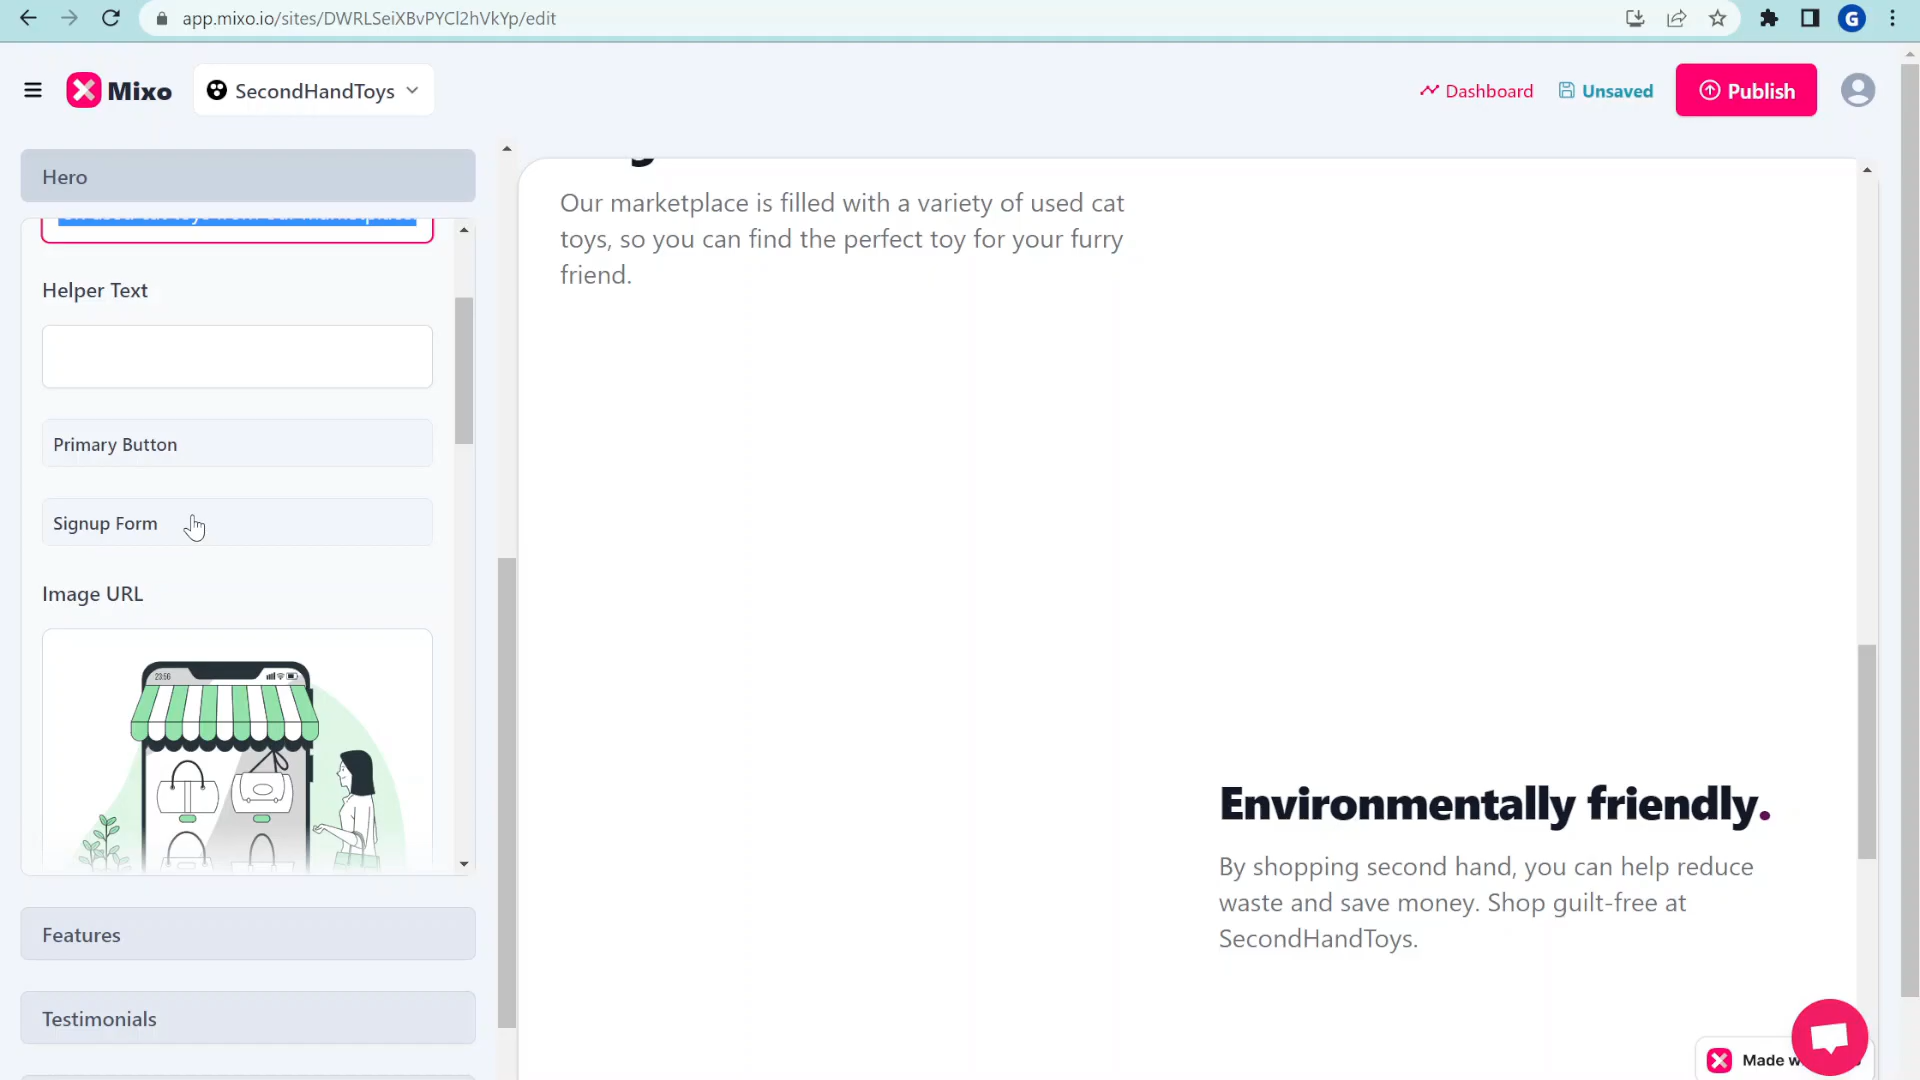 app.mixo.io/sites/DWRLSeiXBvPYCl2hVkYp/edit
G
Mixo
SecondHandToys
Dashboard
Unsaved
Publish
Hero
Our marketplace is filled with a variety of used cat
toys, so you can find the perfect toy for your furry
friend.
Helper Text
Primary Button
Signup Form
Image URL
23:56
Environmentally friendly.
By shopping second hand, you can help reduce
waste and save money. Shop guilt-free at
SecondHandToys.
Features
Testimonials
Made